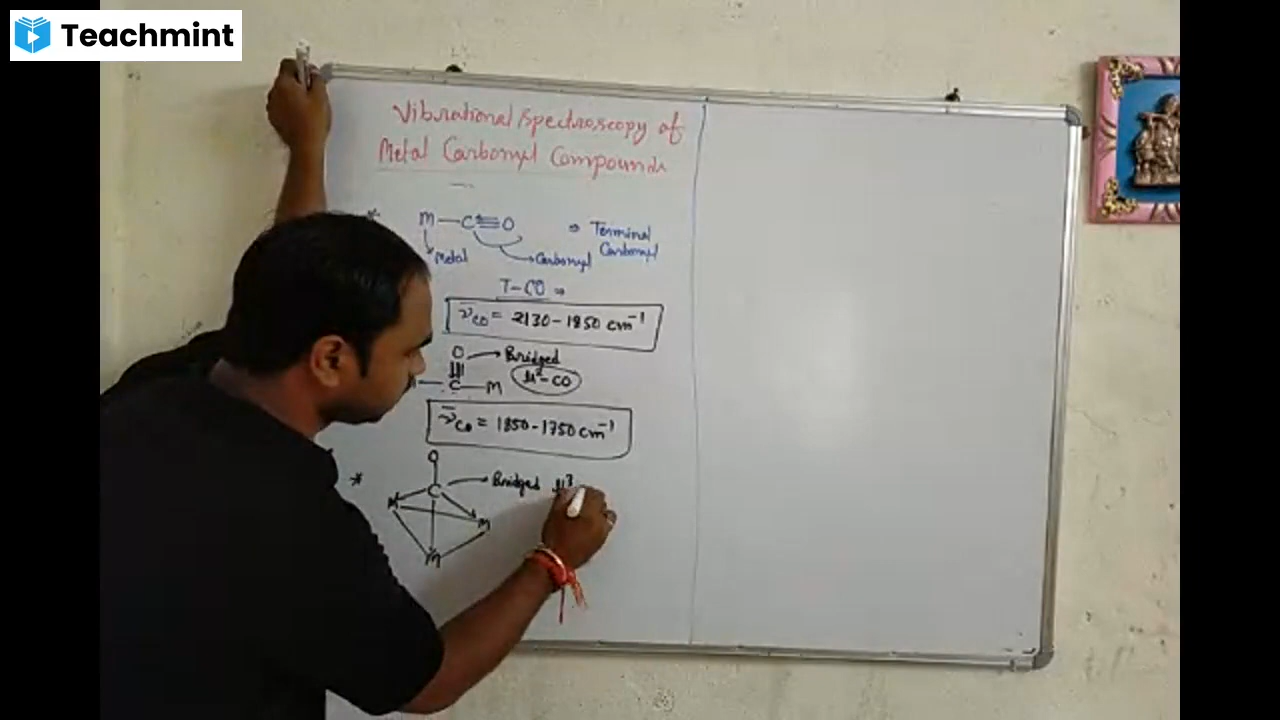 Teachmint
Vibrational spectroscopy of
Metal Carbonyl Compounds
* M—C≡O ⇒ Terminal
Carbonyl
Metal Carbonyl
T-CO ⇒
ν̄CO = 2130-1850 cm⁻¹
O → Bridged
C—M μ²-CO
ν̄CO = 1850-1750 cm⁻¹
O
* C → Bridged μ³
M M
M